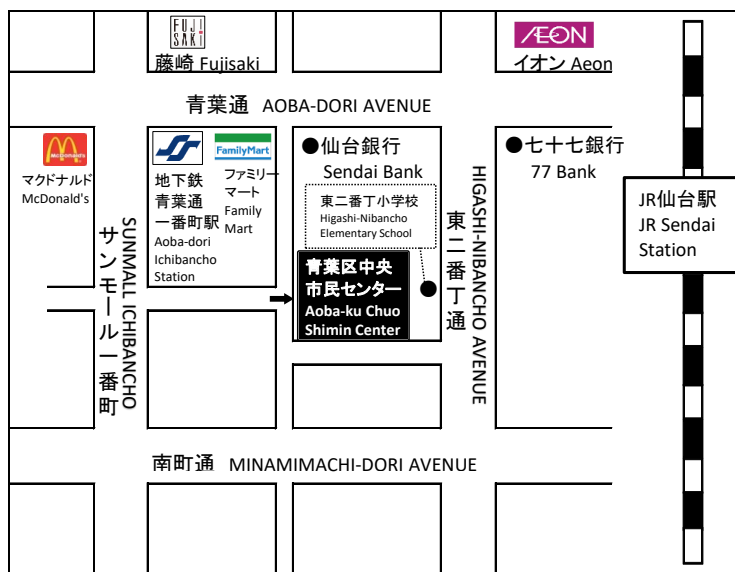 FUJI
SAKI
藤崎 Fujisaki
ÆON
イオン Aeon
青葉通 AOBA-DORI AVENUE
McDonald's
マクドナルド
McDonald's
地下鉄
青葉通
一番町駅
Aoba-dori
Ichibancho
Station
FamilyMart
ファミリー
マート
Family
Mart
●仙台銀行
Sendai Bank
東二番丁小学校
Higashi-Nibancho
Elementary School
青葉区中央
市民センター
Aoba-ku Chuo
Shimin Center
●七十七銀行
77 Bank
JR仙台駅
JR Sendai
Station
サンモール一番町
SUNMALL ICHIBANCHO
東二番丁通
HIGASHI-NIBANCHO AVENUE
南町通 MINAMIMACHI-DORI AVENUE